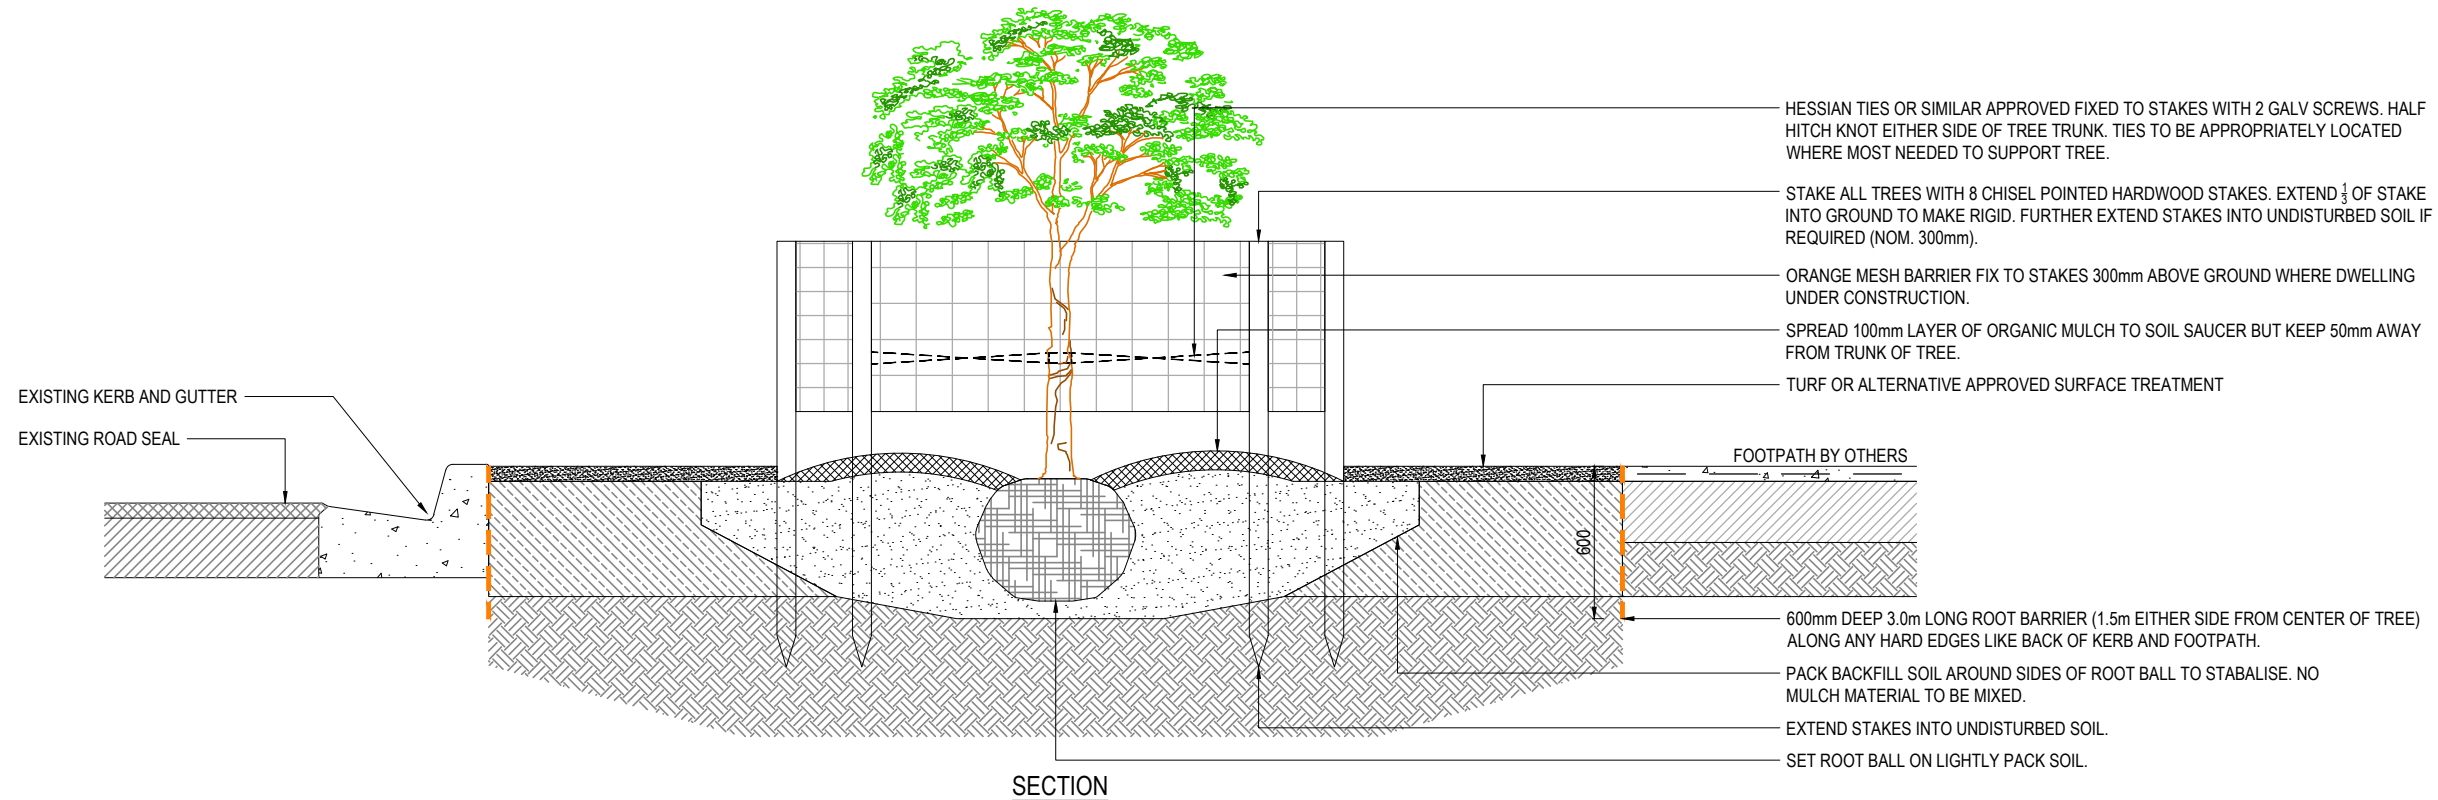 HESSIAN TIES OR SIMILAR APPROVED FIXED TO STAKES WITH 2 GALV SCREWS. HALF
HITCH KNOT EITHER SIDE OF TREE TRUNK. TIES TO BE APPROPRIATELY LOCATED
WHERE MOST NEEDED TO SUPPORT TREE.
STAKE ALL TREES WITH 8 CHISEL POINTED HARDWOOD STAKES. EXTEND 1/3 OF STAKE
INTO GROUND TO MAKE RIGID. FURTHER EXTEND STAKES INTO UNDISTURBED SOIL IF
REQUIRED (NOM. 300mm).
ORANGE MESH BARRIER FIX TO STAKES 300mm ABOVE GROUND WHERE DWELLING
UNDER CONSTRUCTION.
SPREAD 100mm LAYER OF ORGANIC MULCH TO SOIL SAUCER BUT KEEP 50mm AWAY
FROM TRUNK OF TREE.
TURF OR ALTERNATIVE APPROVED SURFACE TREATMENT
EXISTING KERB AND GUTTER
EXISTING ROAD SEAL
FOOTPATH BY OTHERS
600
600mm DEEP 3.0m LONG ROOT BARRIER (1.5m EITHER SIDE FROM CENTER OF TREE)
ALONG ANY HARD EDGES LIKE BACK OF KERB AND FOOTPATH.
PACK BACKFILL SOIL AROUND SIDES OF ROOT BALL TO STABALISE. NO
MULCH MATERIAL TO BE MIXED.
EXTEND STAKES INTO UNDISTURBED SOIL.
SET ROOT BALL ON LIGHTLY PACK SOIL.
SECTION